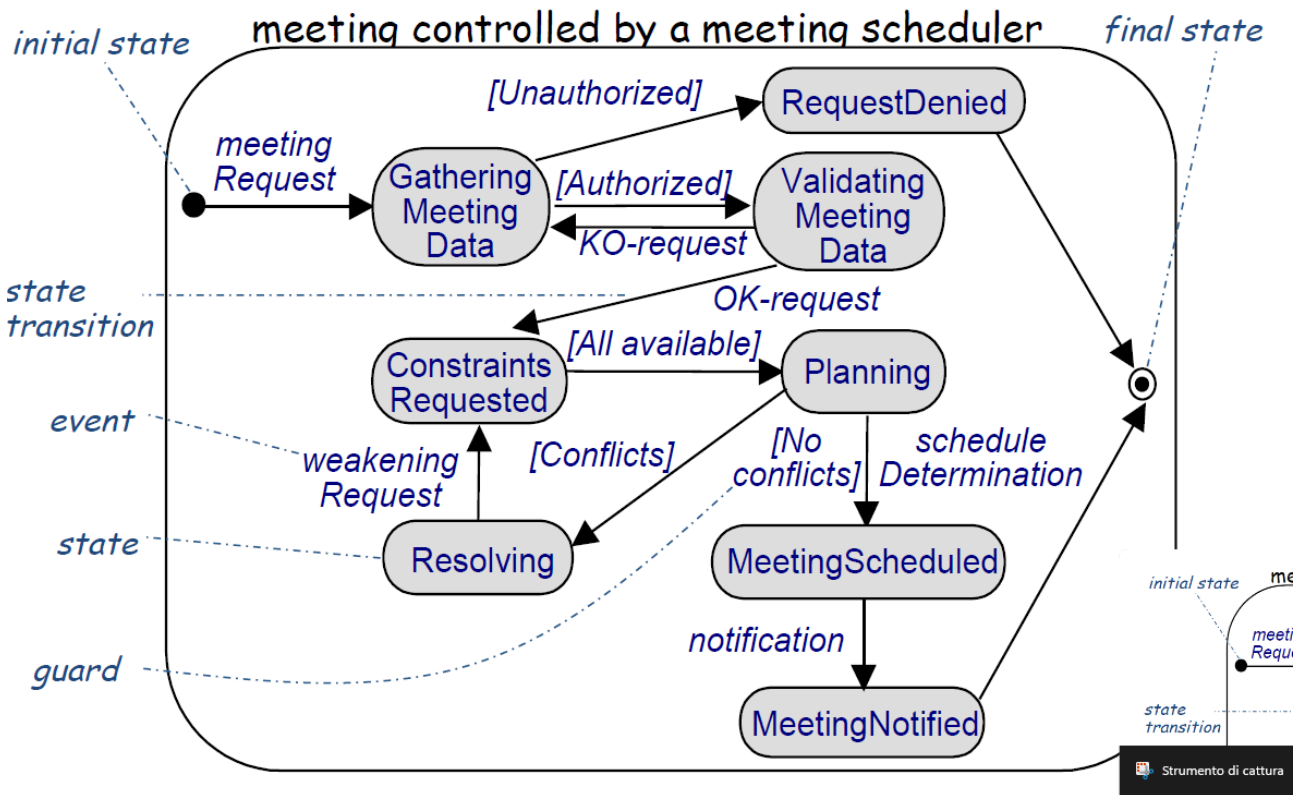 meeting controlled by a meeting scheduler
initial state
final state
[Unauthorized]
RequestDenied
meeting
Request
Gathering
Meeting
Data
[Authorized]
Validating
Meeting
Data
KO-request
state
transition
OK-request
[All available]
Constraints
Requested
Planning
event
weakening
Request
[Conflicts]
[No
conflicts]
schedule
Determination
state
Resolving
MeetingScheduled
guard
notification
MeetingNotified
initial state
state
transition
Strumento di cattura